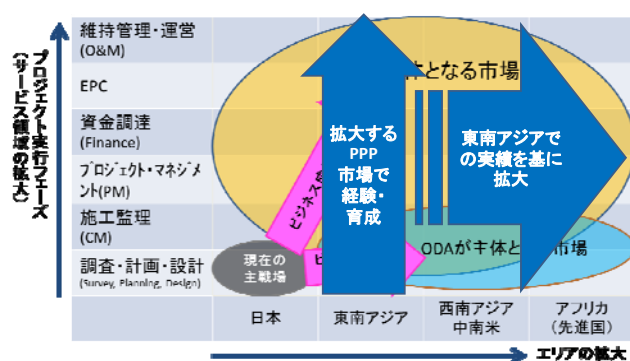 プロジェクト実行フェーズ
(サービス領域の拡大)
維持管理・運営
(O&M)
EPC
資金調達
(Finance)
プロジェクト・マネジメ
ント(PM)
施工監理
(CM)
調査・計画・設計
(Survey, Planning, Design)
体となる市場
拡大する
PPP
市場で
経験・
育成
東南アジアで
の実績を基に
拡大
ビジネス
ODAが主体と
市場
現在の
主戦場
日本
東南アジア
西南アジア
中南米
アフリカ
(先進国)
エリアの拡大